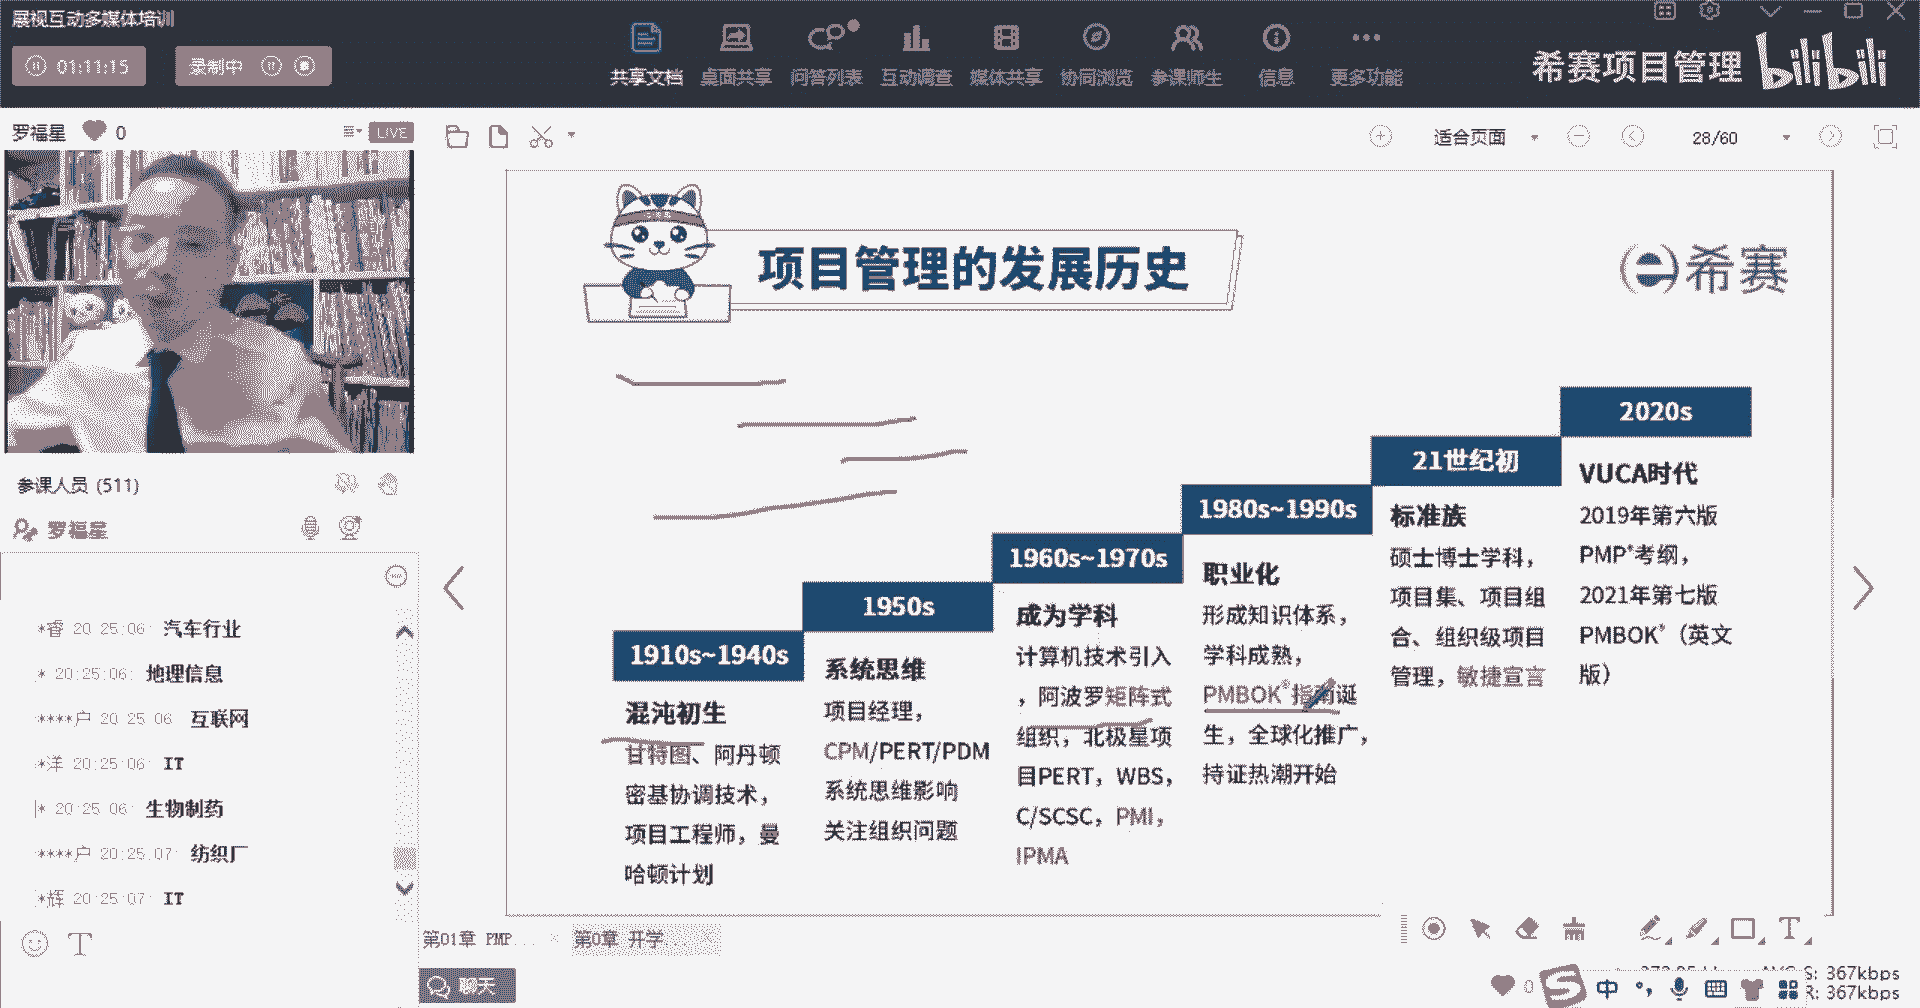 展视互动多媒体培训
01:11:15
录制中
共享文档 桌面共享 问答列表 互动调查 媒体共享 协同浏览 参课师生 信息 更多功能
希赛项目管理 bilibili
罗福星 0 LIVE
适合页面 28/60
参课人员 (511)
罗福星
*睿 20:25:06: 汽车行业
* 20:25:06: 地理信息
****户 20:25:06: 互联网
*洋 20:25:06: IT
* 20:25:06: 生物制药
****户 20:25:07: 纺织厂
*辉 20:25:07: IT
项目管理的发展历史
希赛
1910s~1940s
混沌初生
甘特图、阿丹顿
密基协调技术，
项目工程师，曼
哈顿计划
1950s
系统思维
项目经理，
CPM/PERT/PDM
系统思维影响
关注组织问题
1960s~1970s
成为学科
计算机技术引入
，阿波罗矩阵式
组织，北极星项
目PERT，WBS，
C/SCSC，PMI，
IPMA
1980s~1990s
职业化
形成知识体系，
学科成熟，
PMBOK®指南诞
生，全球化推广，
持证热潮开始
21世纪初
标准族
硕士博士学科，
项目集、项目组
合、组织级项目
管理，敏捷宣言
2020s
VUCA时代
2019年第六版
PMP®考纲，
2021年第七版
PMBOK®（英文
版）
第01章 PMP... 第0章 开学...
聊天
0
中
S: 367kbps
R: 367kbps